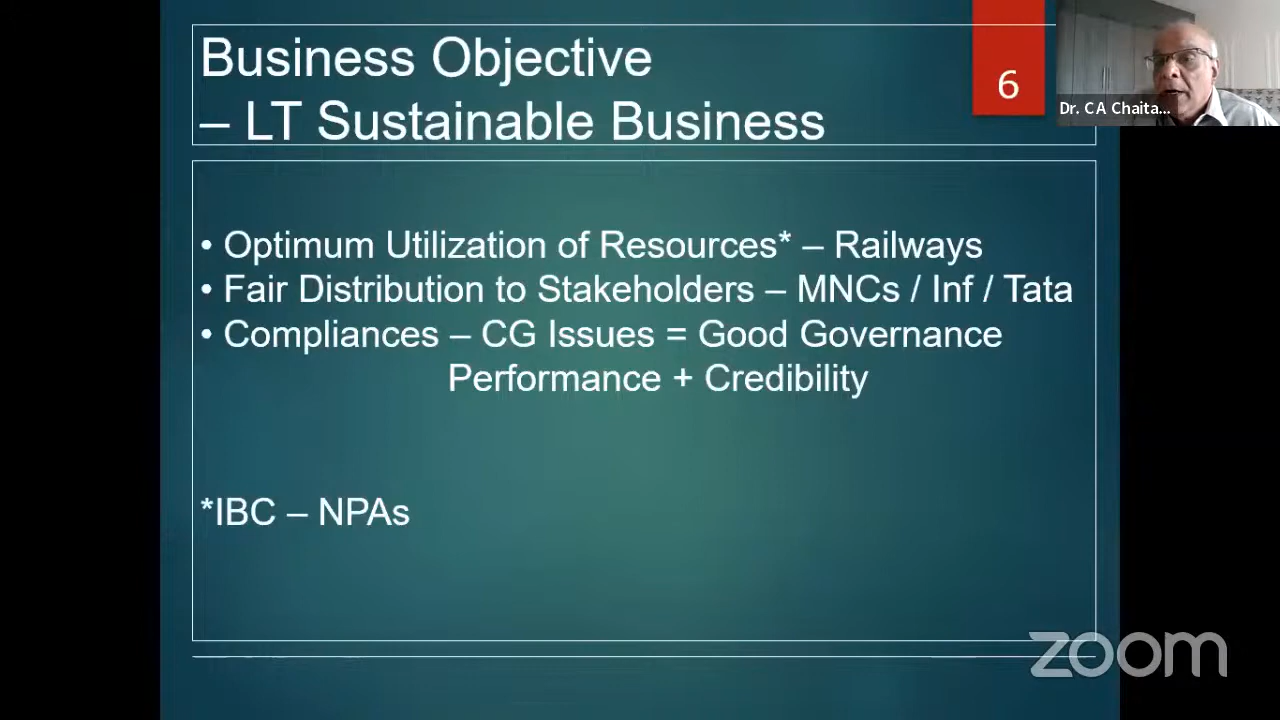 Business Objective
– LT Sustainable Business
6
Dr. C A Chaita...
• Optimum Utilization of Resources* – Railways
• Fair Distribution to Stakeholders – MNCs / Inf / Tata
• Compliances – CG Issues = Good Governance
Performance + Credibility
*IBC – NPAs
zoom